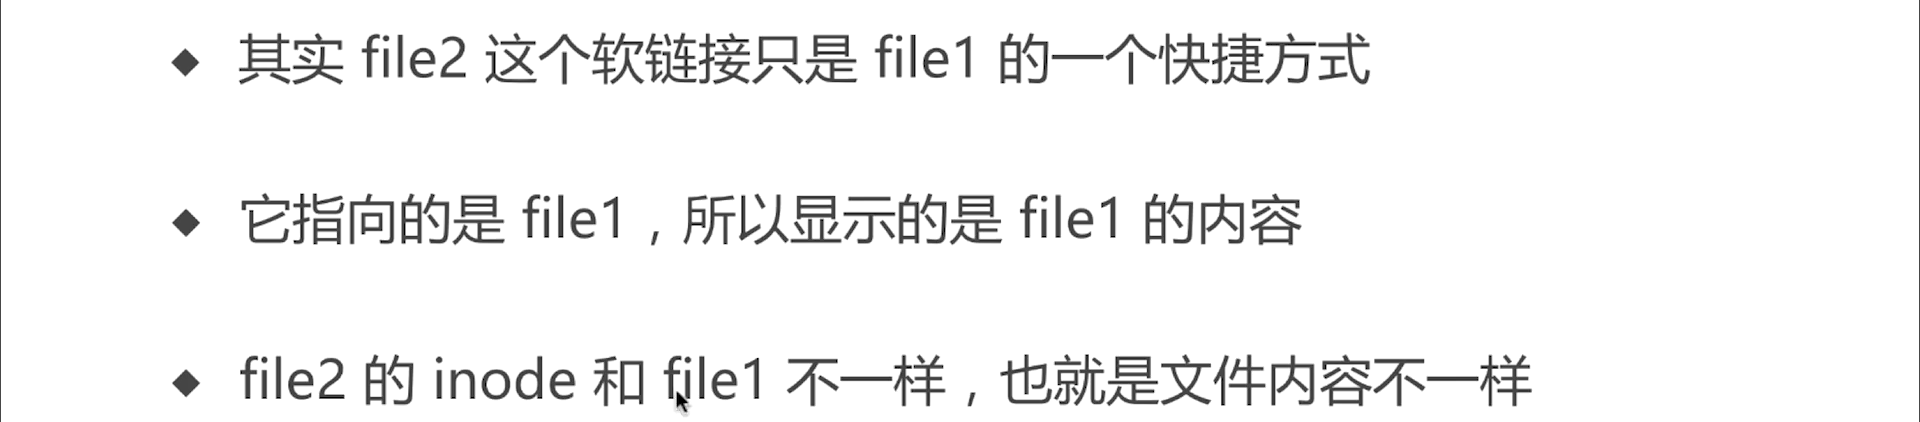 ◆ 其实 file2 这个软链接只是 file1 的一个快捷方式
◆ 它指向的是 file1，所以显示的是 file1 的内容
◆ file2 的 inode 和 file1 不一样，也就是文件内容不一样